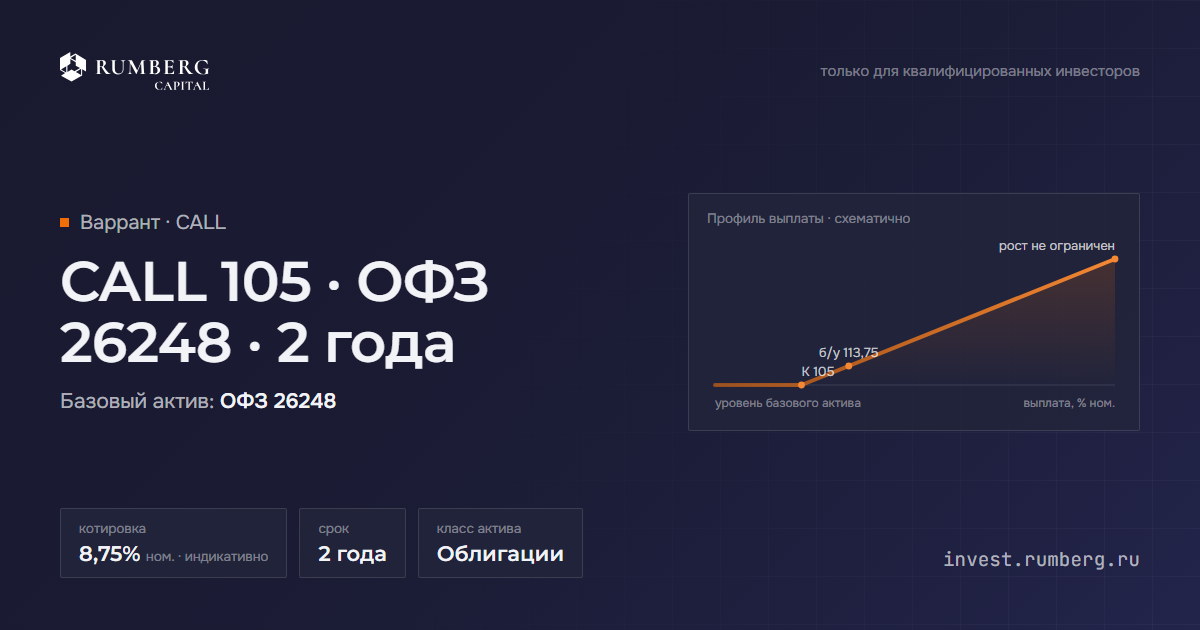 RUMBERG
CAPITAL
только для квалифицированных инвесторов
Варрант · CALL
CALL 105 · ОФЗ
26248 · 2 года
Базовый актив: ОФЗ 26248
Профиль выплаты · схематично
рост не ограничен
б/у 113,75
К 105
уровень базового актива
выплата, % ном.
котировка
8,75% ном. · индикативно
срок
2 года
класс актива
Облигации
invest.rumberg.ru